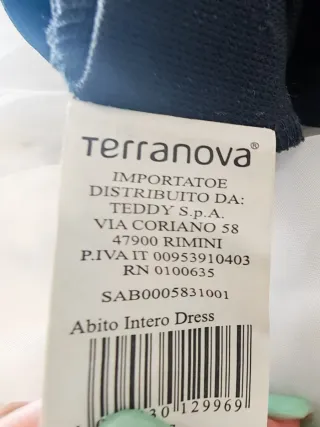 Terranova®
IMPORTATOE
DISTRIBUITO DA:
TEDDY S.p.A.
VIA CORIANO 58
47900 RIMINI
P.IVA IT 00953910403
RN 0100635
SAB0005831001
Abito Intero Dress
30 129969